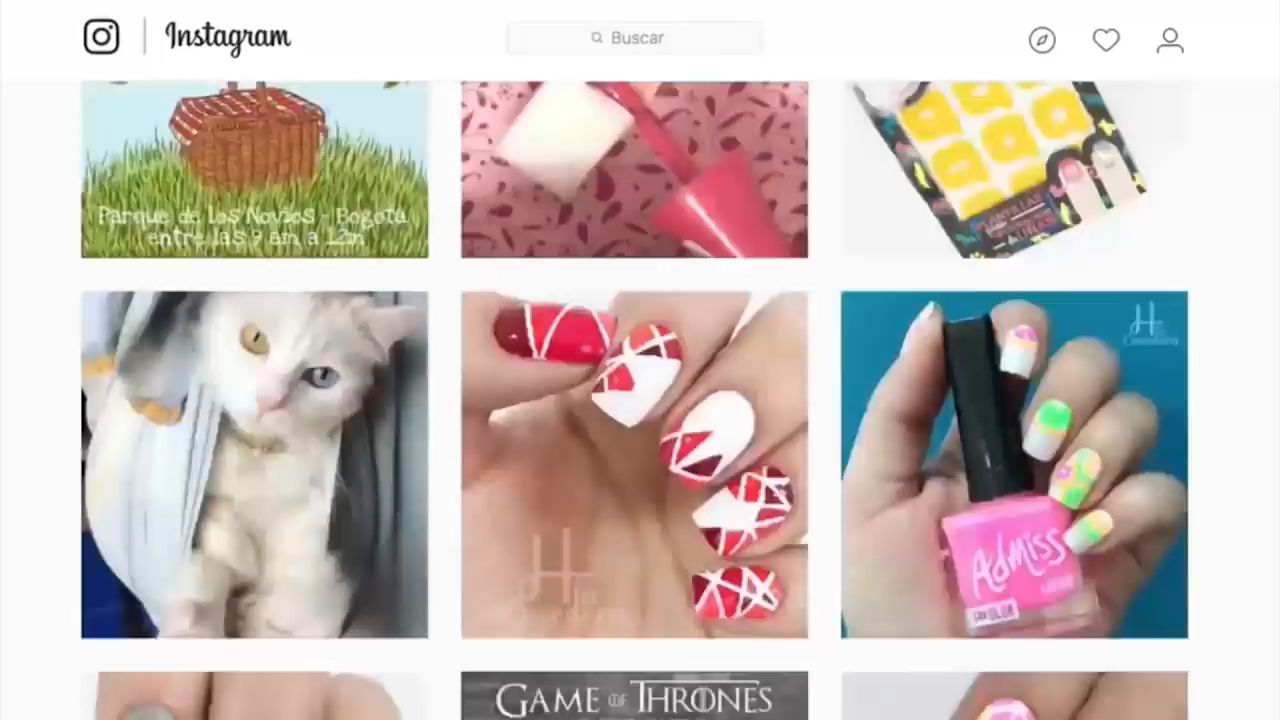 Instagram
Buscar
Parque de los Novios - Bogotá
entre las 9 am a 12m
Admiss
GAME OF THRONES